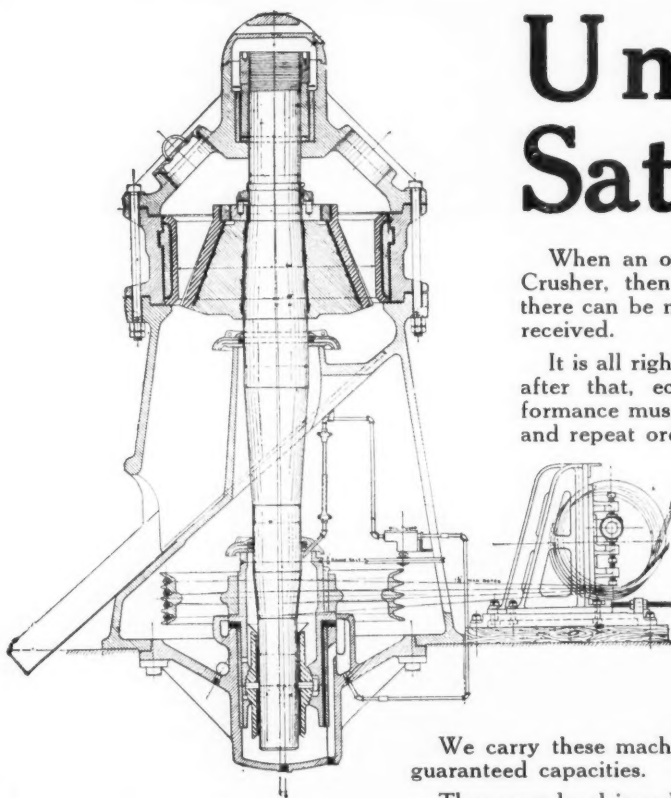 Un
Sat
When an o
Crusher, then
there can be n
received.
It is all righ
after that, ec
formance mus
and repeat ord
We carry these mach
guaranteed capacities.